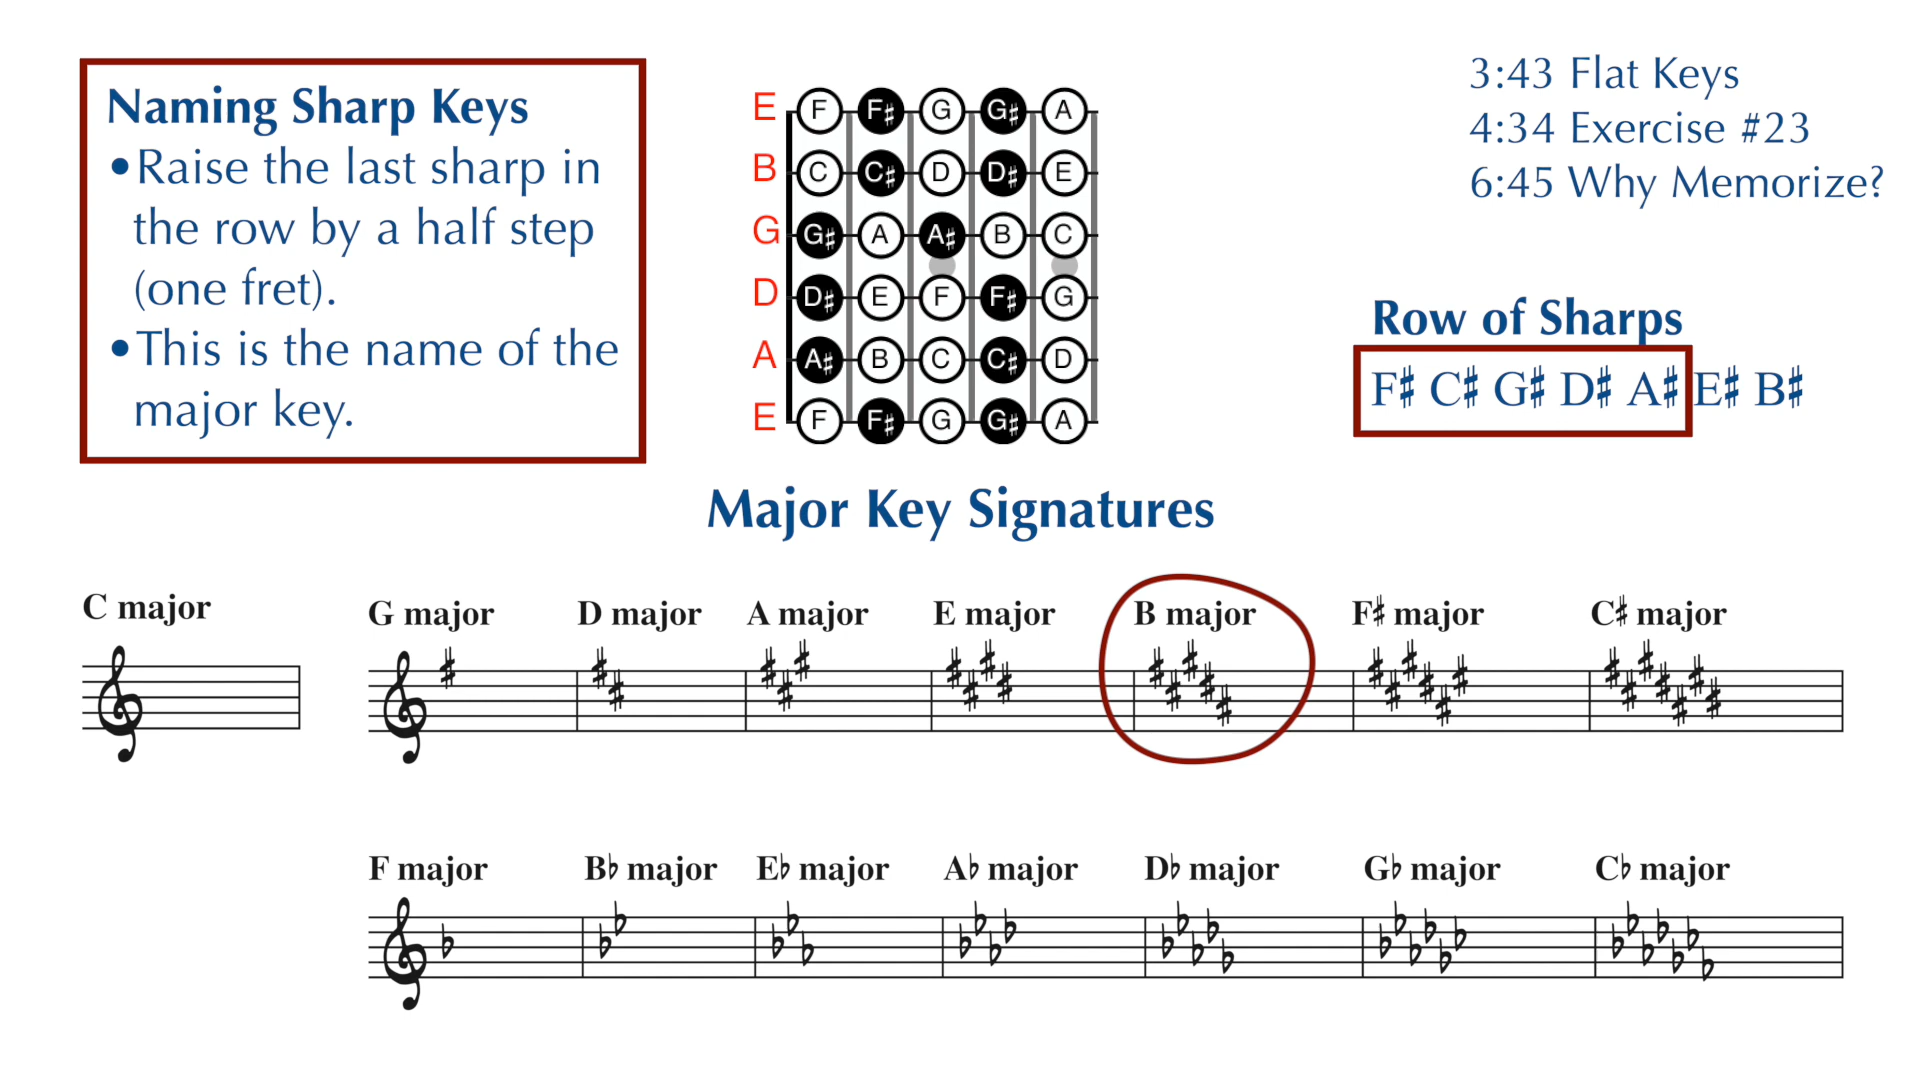 Naming Sharp Keys
•Raise the last sharp in
the row by a half step
(one fret).
•This is the name of the
major key.
E F F♯ G G♯ A
B C C♯ D D♯ E
G G♯ A A♯ B C
D D♯ E F F♯ G
A A♯ B C C♯ D
E F F♯ G G♯ A
3:43 Flat Keys
4:34 Exercise #23
6:45 Why Memorize?
Row of Sharps
F♯ C♯ G♯ D♯ A♯ E♯ B♯
Major Key Signatures
C major
G major D major A major E major B major F♯ major C♯ major
F major B♭ major E♭ major A♭ major D♭ major G♭ major C♭ major